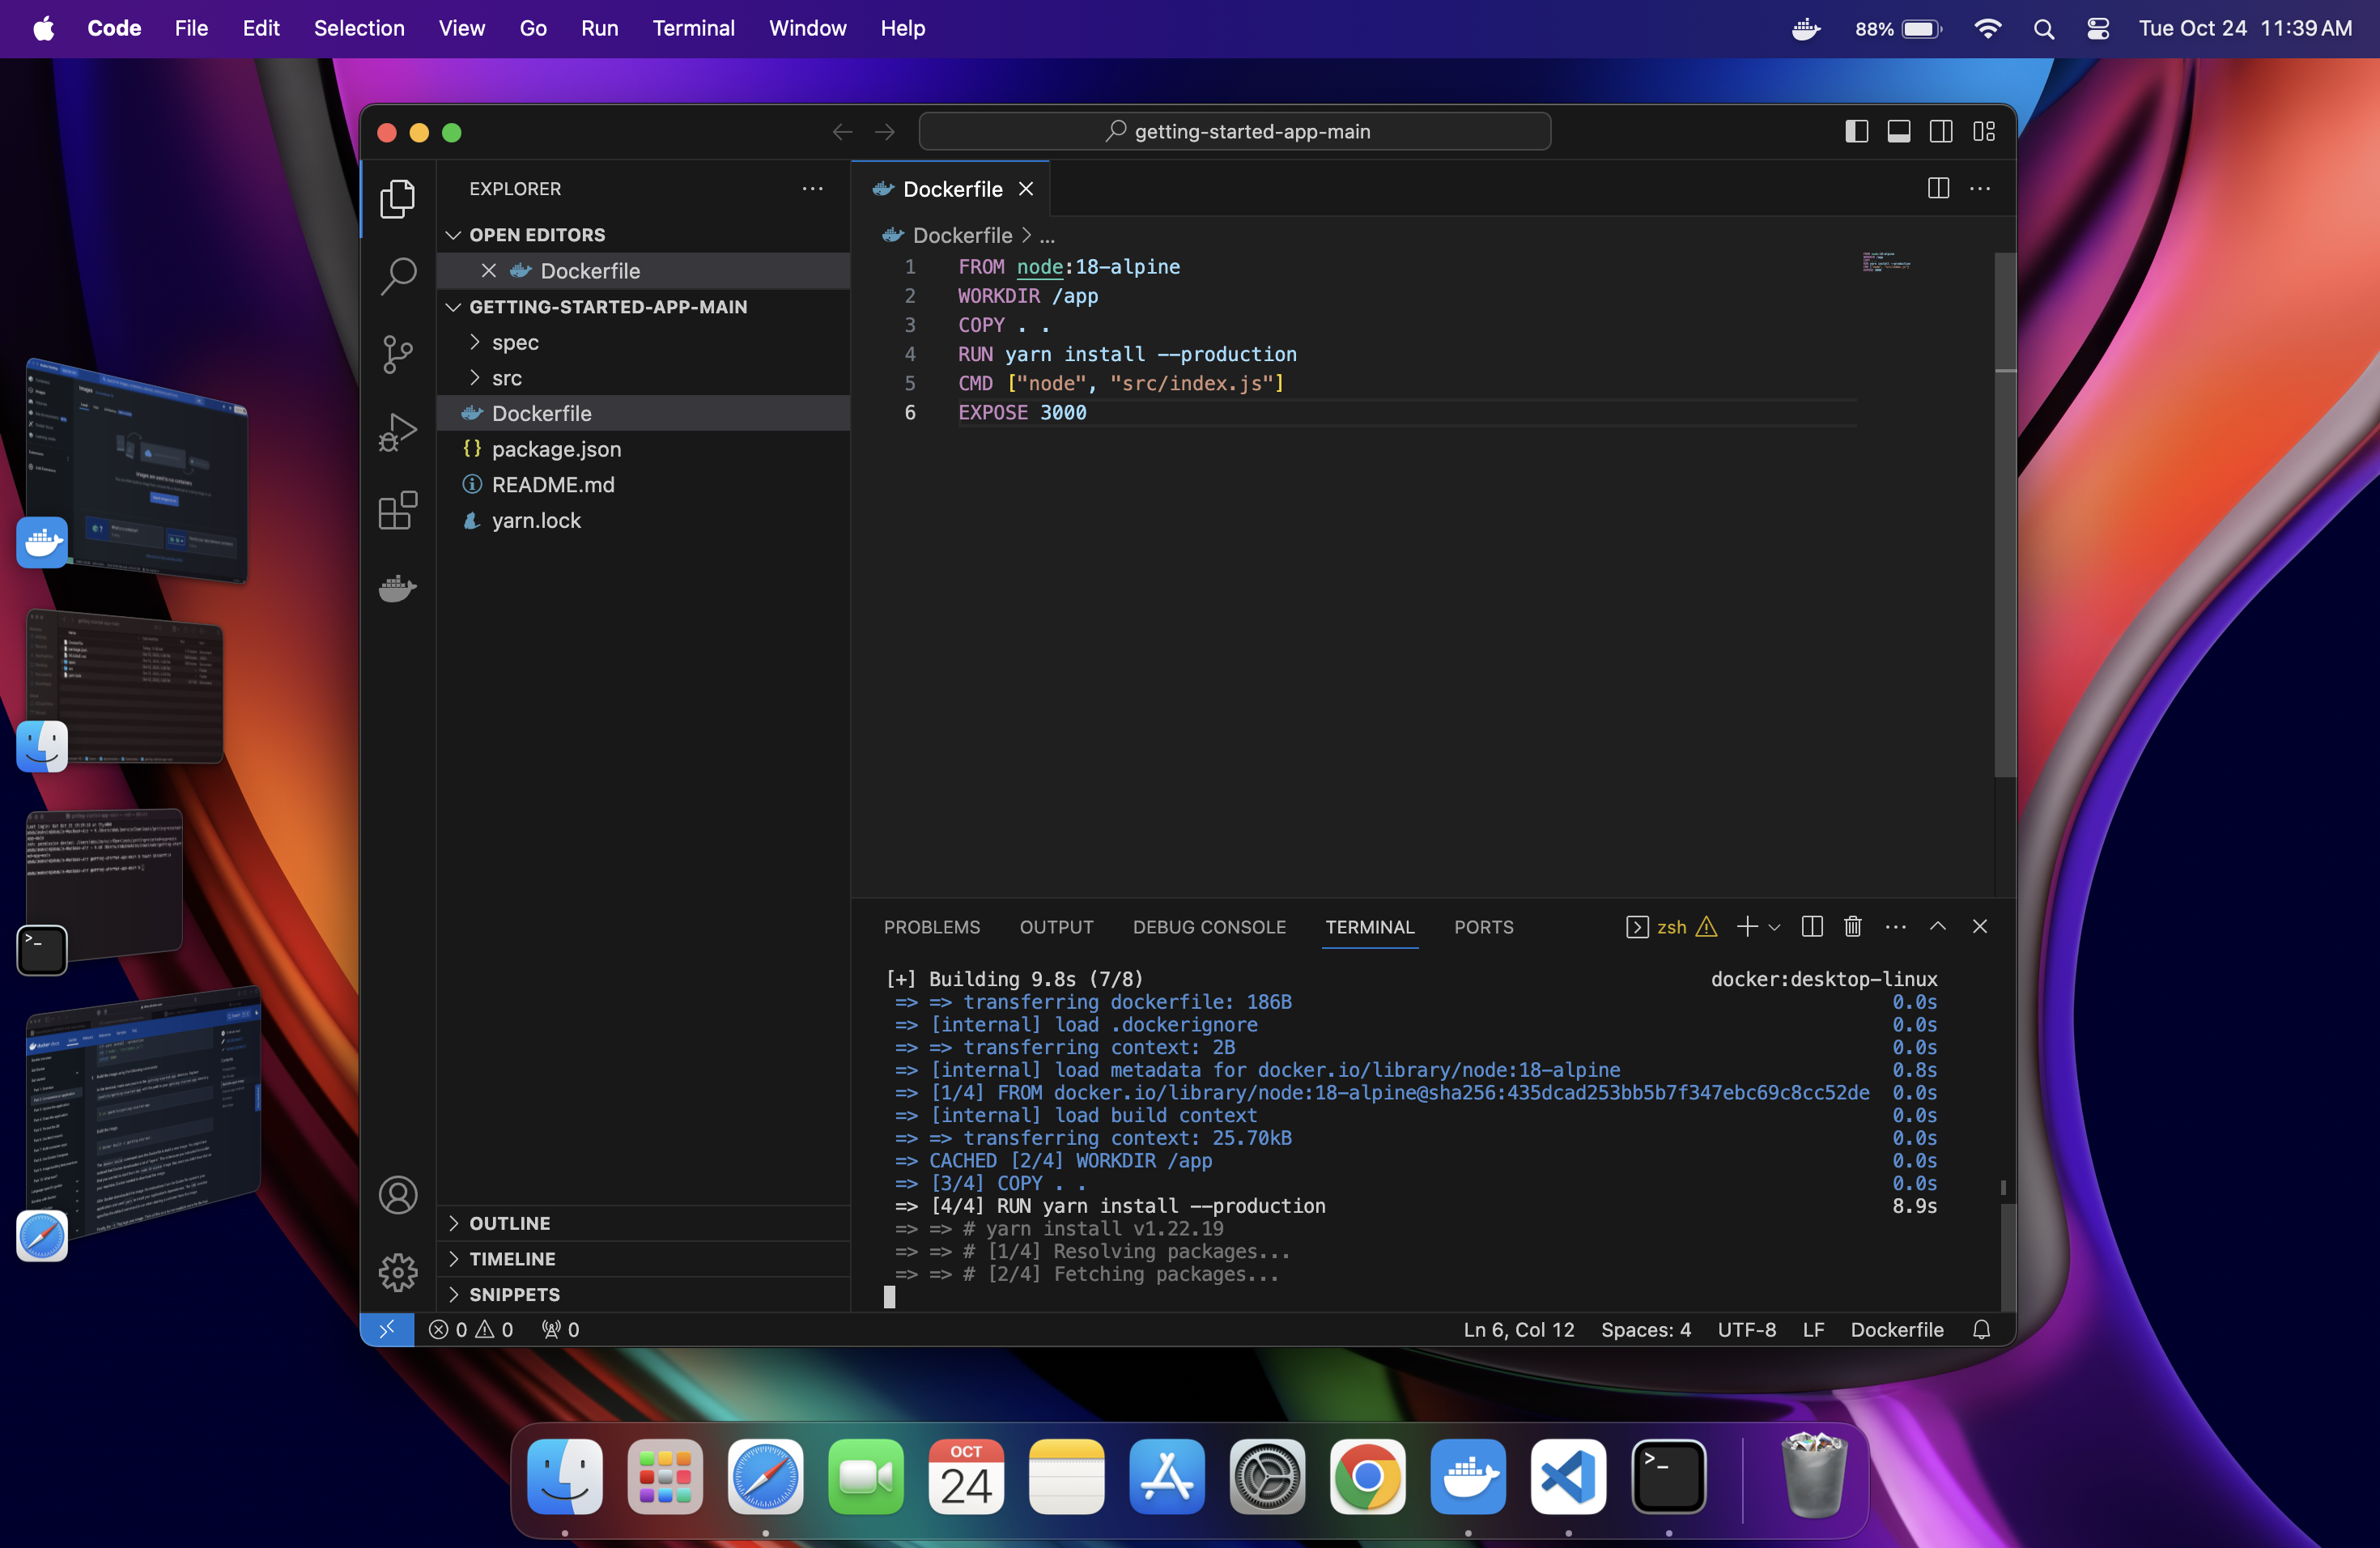 Code File Edit Selection View Go Run Terminal Window Help
88% Tue Oct 24 11:39 AM
getting-started-app-main
EXPLORER
OPEN EDITORS
Dockerfile
GETTING-STARTED-APP-MAIN
spec
src
Dockerfile
package.json
README.md
yarn.lock
OUTLINE
TIMELINE
SNIPPETS
Dockerfile
Dockerfile > ...
1 FROM node:18-alpine
2 WORKDIR /app
3 COPY . .
4 RUN yarn install --production
5 CMD ["node", "src/index.js"]
6 EXPOSE 3000
PROBLEMS OUTPUT DEBUG CONSOLE TERMINAL PORTS zsh
[+] Building 9.8s (7/8) docker:desktop-linux
=> => transferring dockerfile: 186B 0.0s
=> [internal] load .dockerignore 0.0s
=> => transferring context: 2B 0.0s
=> [internal] load metadata for docker.io/library/node:18-alpine 0.8s
=> [1/4] FROM docker.io/library/node:18-alpine@sha256:435dcad253bb5b7f347ebc69c8cc52de 0.0s
=> [internal] load build context 0.0s
=> => transferring context: 25.70kB 0.0s
=> CACHED [2/4] WORKDIR /app 0.0s
=> [3/4] COPY . . 0.0s
=> [4/4] RUN yarn install --production 8.9s
=> => # yarn install v1.22.19
=> => # [1/4] Resolving packages...
=> => # [2/4] Fetching packages...
0 0 0
Ln 6, Col 12 Spaces: 4 UTF-8 LF Dockerfile
OCT
24